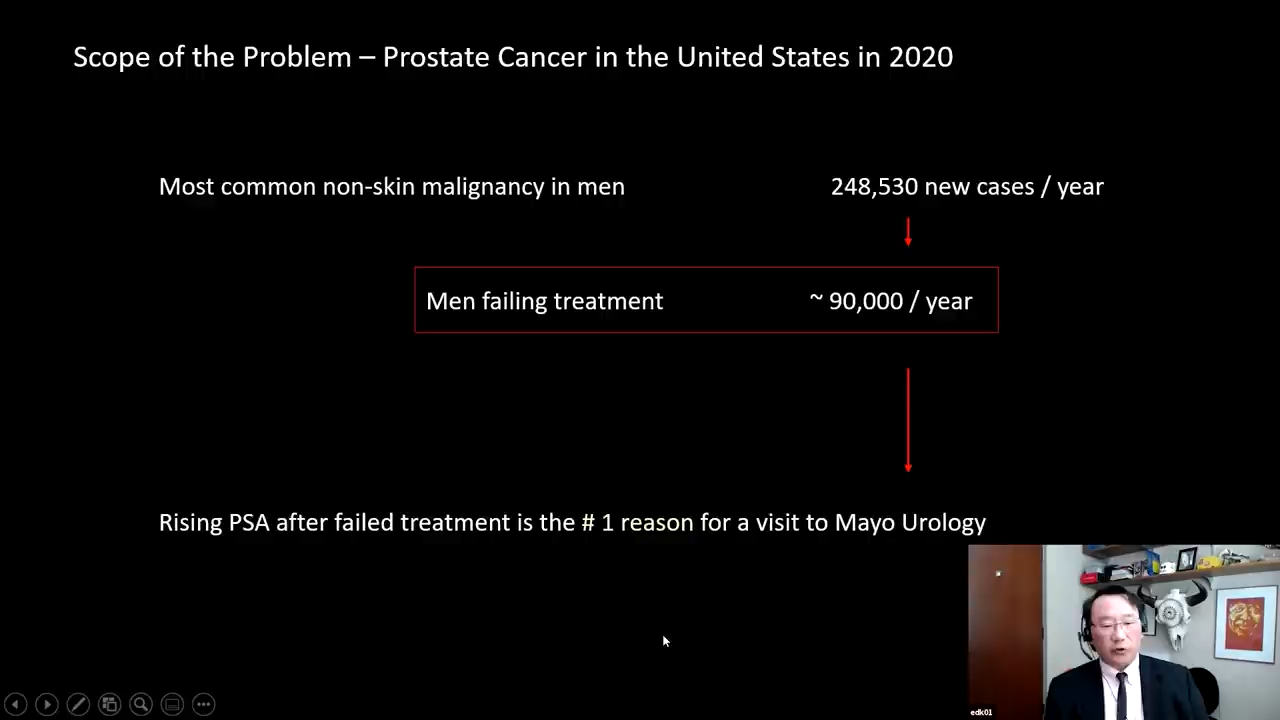 Scope of the Problem – Prostate Cancer in the United States in 2020
Most common non-skin malignancy in men 248,530 new cases / year
Men failing treatment ~ 90,000 / year
Rising PSA after failed treatment is the # 1 reason for a visit to Mayo Urology
edk01